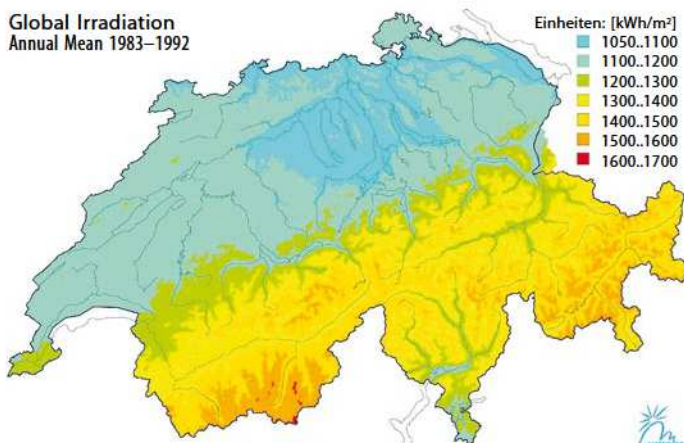 Global Irradiation
Annual Mean 1983–1992
Einheiten: [kWh/m²]
1050..1100
1100..1200
1200..1300
1300..1400
1400..1500
1500..1600
1600..1700